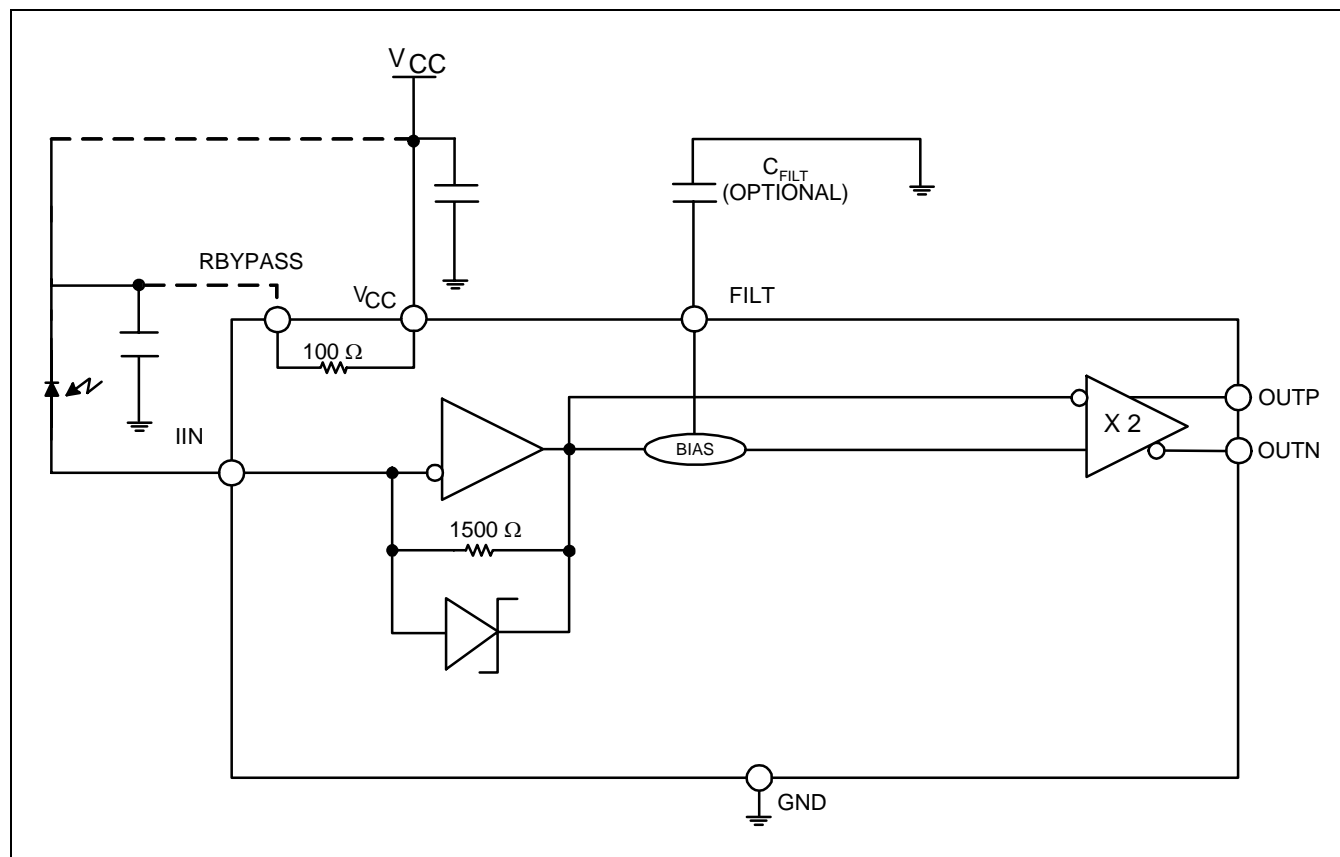 VCC
CFILT
(OPTIONAL)
RBYPASS
VCC
FILT
100 Ω
OUTP
X 2
IIN
BIAS
OUTN
1500 Ω
GND